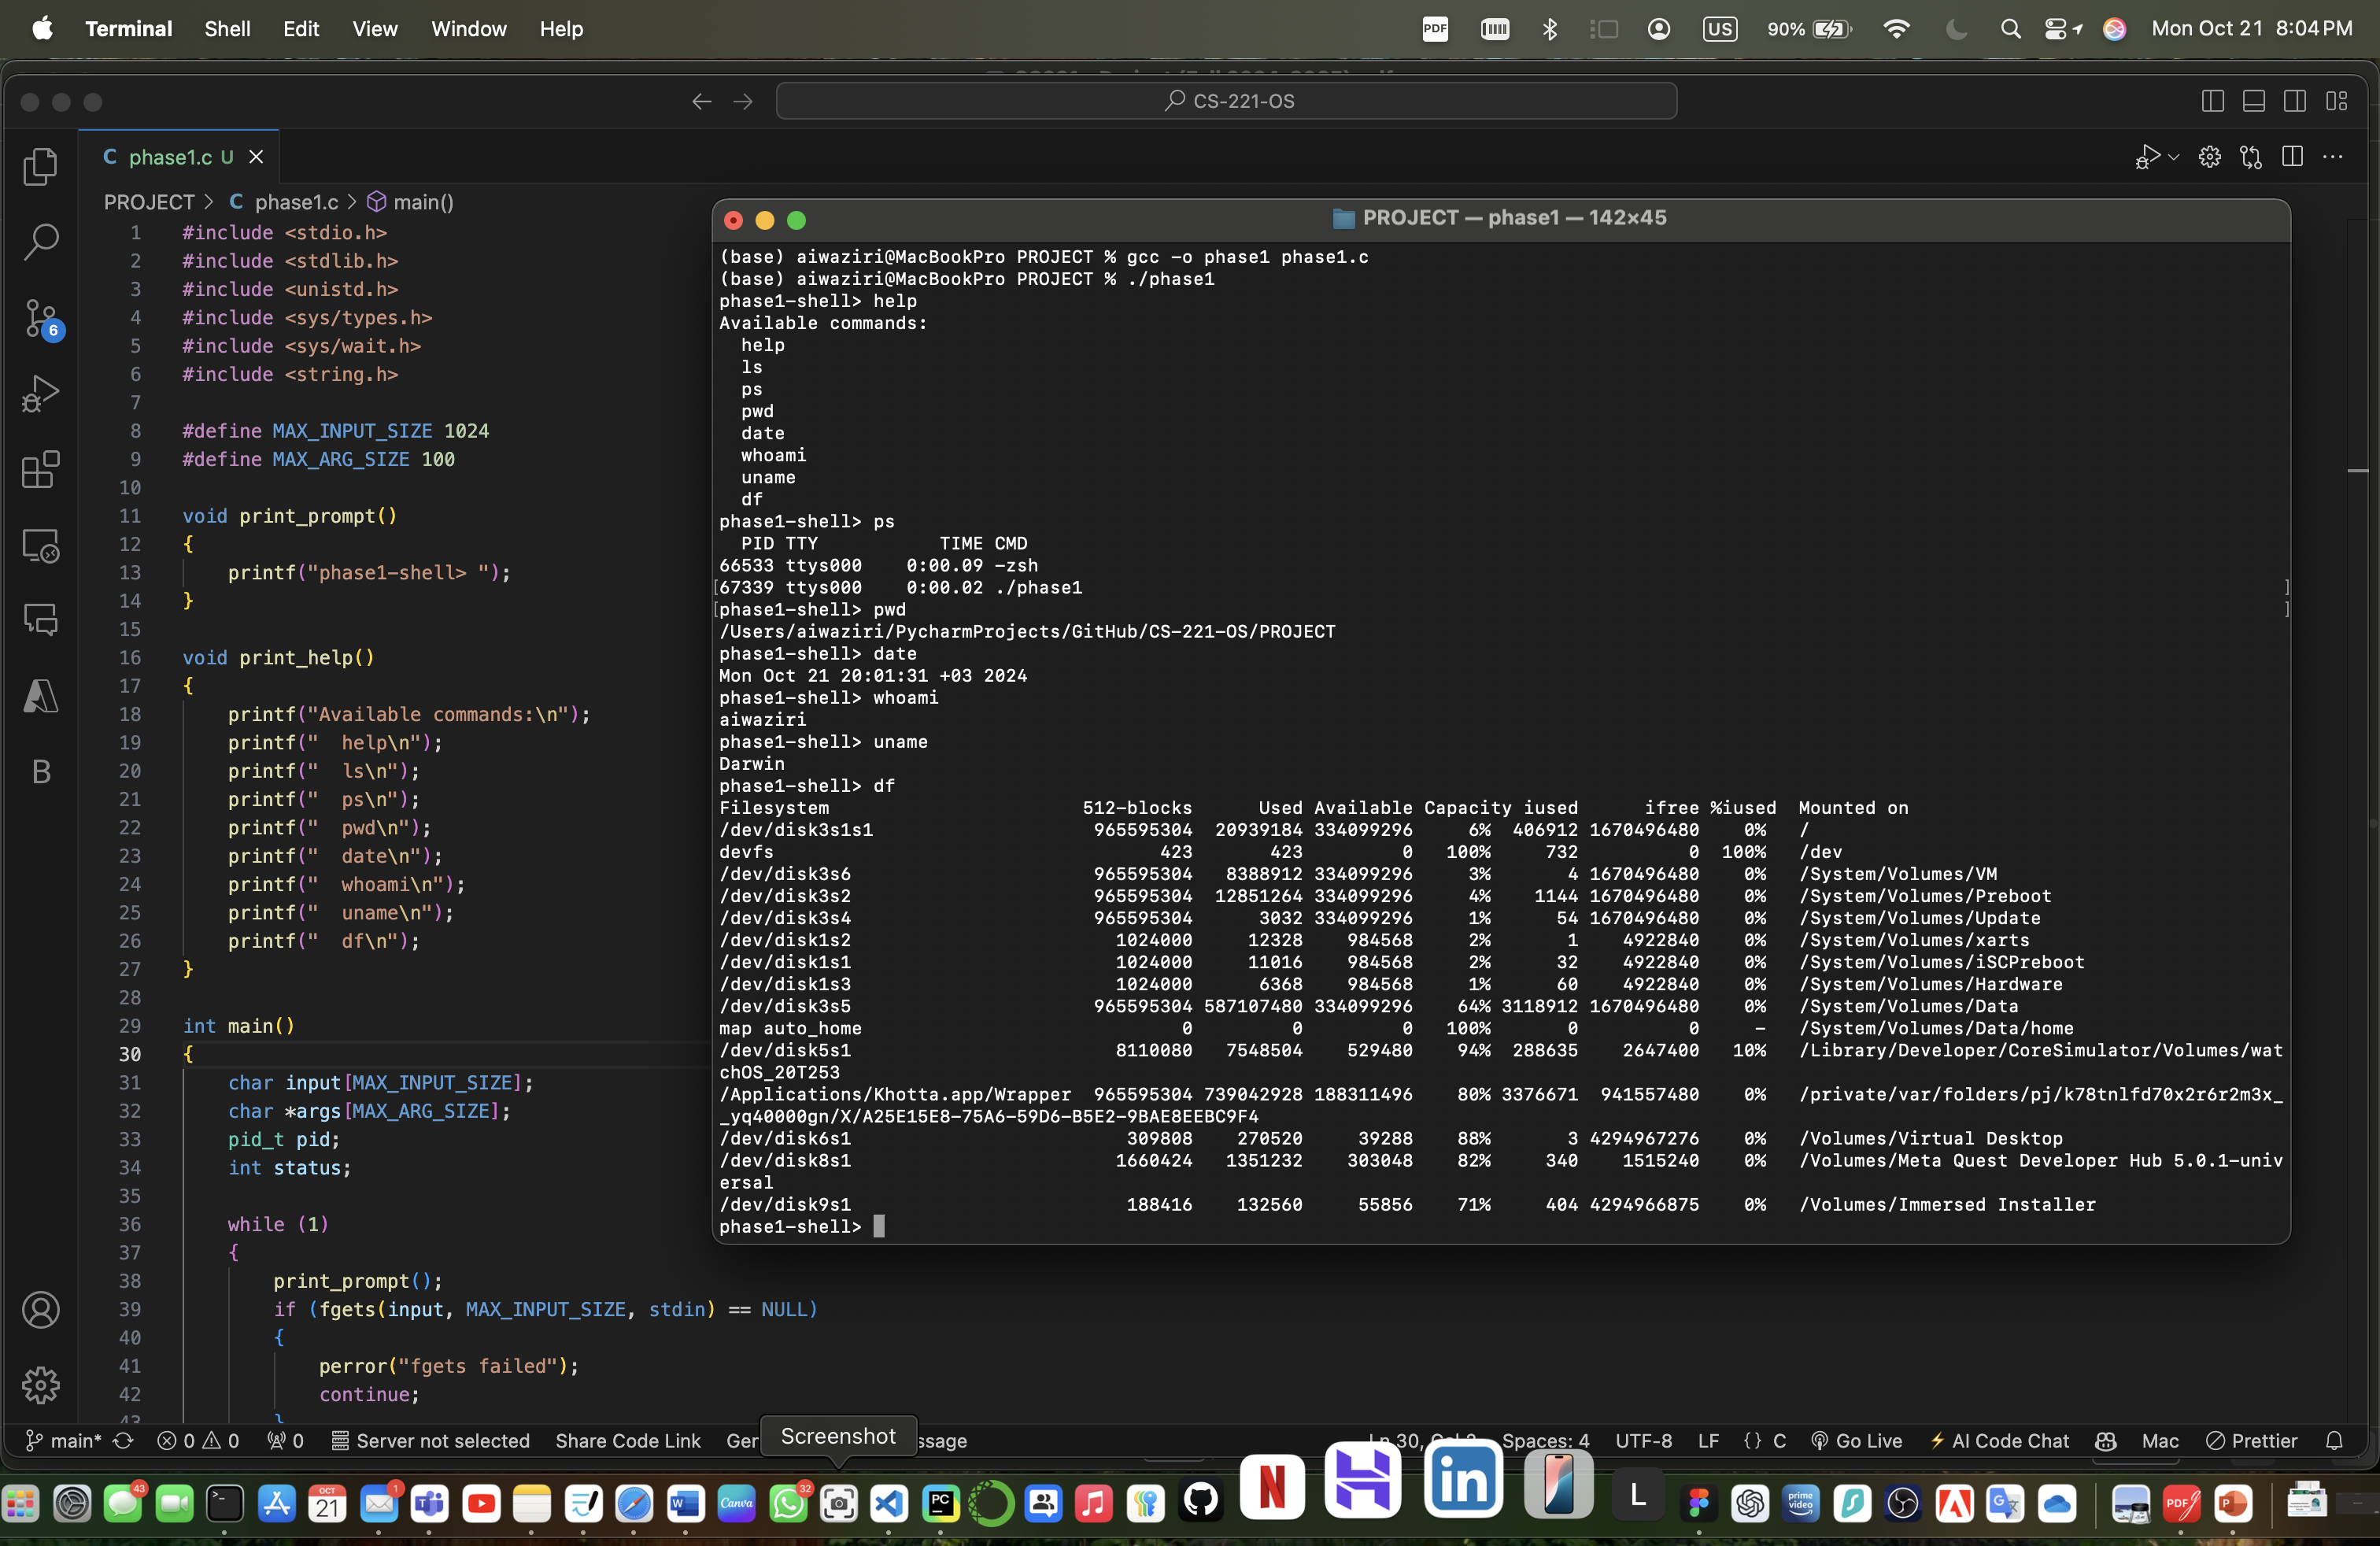 Terminal Shell Edit View Window Help PDF US 90% Mon Oct 21 8:04 PM
CS-221-OS
C phase1.c U
PROJECT > C phase1.c > main()
1 #include <stdio.h>
2 #include <stdlib.h>
3 #include <unistd.h>
4 #include <sys/types.h>
5 #include <sys/wait.h>
6 #include <string.h>
7
8 #define MAX_INPUT_SIZE 1024
9 #define MAX_ARG_SIZE 100
10
11 void print_prompt()
12 {
13 printf("phase1-shell> ");
14 }
15
16 void print_help()
17 {
18 printf("Available commands:\n");
19 printf("  help\n");
20 printf("  ls\n");
21 printf("  ps\n");
22 printf("  pwd\n");
23 printf("  date\n");
24 printf("  whoami\n");
25 printf("  uname\n");
26 printf("  df\n");
27 }
28
29 int main()
30 {
31 char input[MAX_INPUT_SIZE];
32 char *args[MAX_ARG_SIZE];
33 pid_t pid;
34 int status;
35
36 while (1)
37 {
38 print_prompt();
39 if (fgets(input, MAX_INPUT_SIZE, stdin) == NULL)
40 {
41 perror("fgets failed");
42 continue;
43 }
6
B
PROJECT — phase1 — 142×45
(base) aiwaziri@MacBookPro PROJECT % gcc -o phase1 phase1.c
(base) aiwaziri@MacBookPro PROJECT % ./phase1
phase1-shell> help
Available commands:
help
ls
ps
pwd
date
whoami
uname
df
phase1-shell> ps
PID TTY TIME CMD
66533 ttys000 0:00.09 -zsh
[67339 ttys000 0:00.02 ./phase1 ]
[phase1-shell> pwd ]
/Users/aiwaziri/PycharmProjects/GitHub/CS-221-OS/PROJECT
phase1-shell> date
Mon Oct 21 20:01:31 +03 2024
phase1-shell> whoami
aiwaziri
phase1-shell> uname
Darwin
phase1-shell> df
Filesystem 512-blocks Used Available Capacity iused ifree %iused Mounted on
/dev/disk3s1s1 965595304 20939184 334099296 6% 406912 1670496480 0% /
devfs 423 423 0 100% 732 0 100% /dev
/dev/disk3s6 965595304 8388912 334099296 3% 4 1670496480 0% /System/Volumes/VM
/dev/disk3s2 965595304 12851264 334099296 4% 1144 1670496480 0% /System/Volumes/Preboot
/dev/disk3s4 965595304 3032 334099296 1% 54 1670496480 0% /System/Volumes/Update
/dev/disk1s2 1024000 12328 984568 2% 1 4922840 0% /System/Volumes/xarts
/dev/disk1s1 1024000 11016 984568 2% 32 4922840 0% /System/Volumes/iSCPreboot
/dev/disk1s3 1024000 6368 984568 1% 60 4922840 0% /System/Volumes/Hardware
/dev/disk3s5 965595304 587107480 334099296 64% 3118912 1670496480 0% /System/Volumes/Data
map auto_home 0 0 0 100% 0 0 - /System/Volumes/Data/home
/dev/disk5s1 8110080 7548504 529480 94% 288635 2647400 10% /Library/Developer/CoreSimulator/Volumes/wat
chOS_20T253
/Applications/Khotta.app/Wrapper 965595304 739042928 188311496 80% 3376671 941557480 0% /private/var/folders/pj/k78tnlfd70x2r6r2m3x_
_yq40000gn/X/A25E15E8-75A6-59D6-B5E2-9BAE8EEBC9F4
/dev/disk6s1 309808 270520 39288 88% 3 4294967276 0% /Volumes/Virtual Desktop
/dev/disk8s1 1660424 1351232 303048 82% 340 1515240 0% /Volumes/Meta Quest Developer Hub 5.0.1-univ
ersal
/dev/disk9s1 188416 132560 55856 71% 404 4294966875 0% /Volumes/Immersed Installer
phase1-shell>
main* 0 0 0 Server not selected Share Code Link Ger ssage Spaces: 4 UTF-8 LF {} C Go Live AI Code Chat Mac Prettier
Screenshot
43 OCT 21 1 W Canva 32 PC N in L prime video PDF P